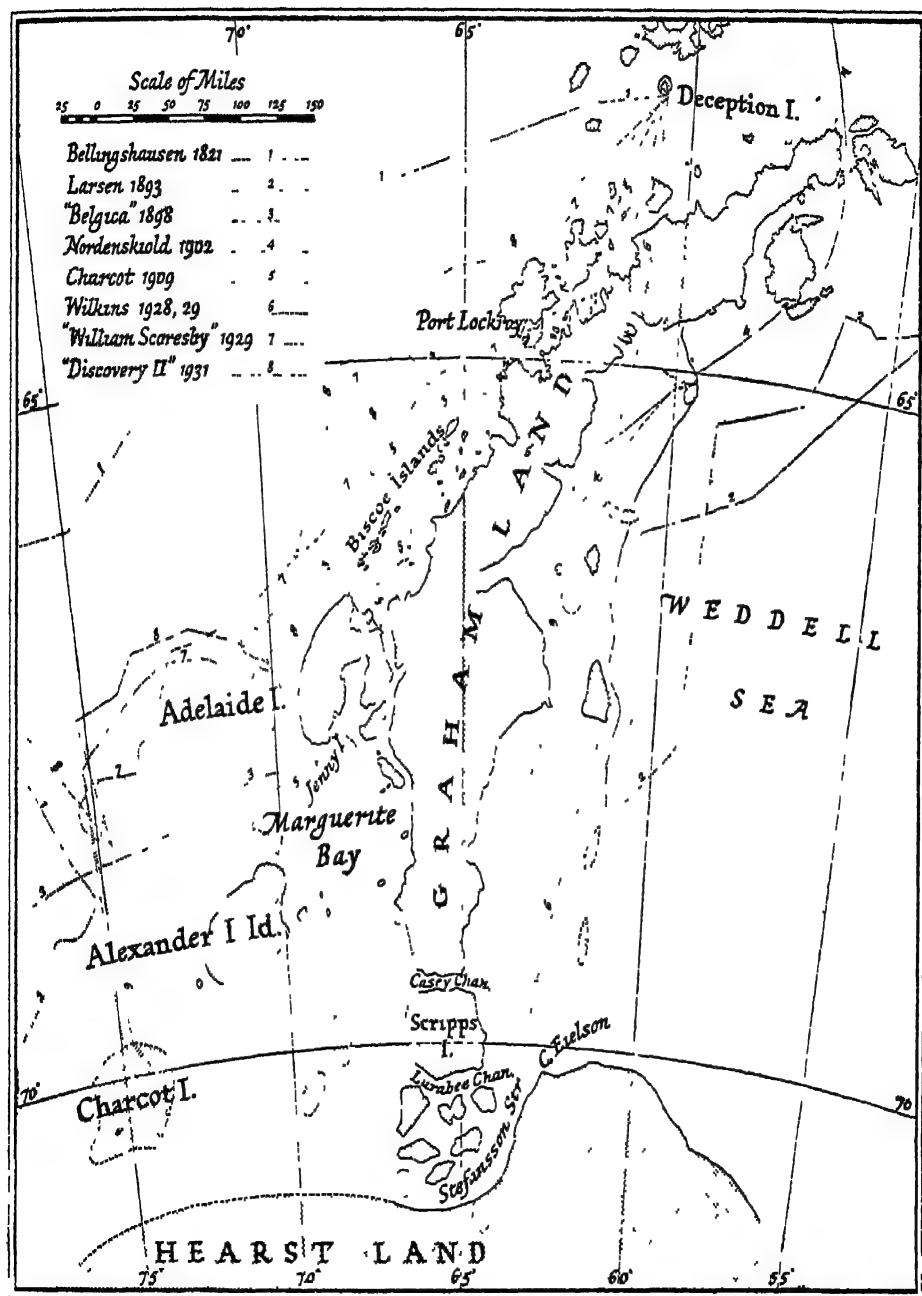 70° 65°
Scale of Miles
25 0 25 50 75 100 125 150
Bellingshausen 1821 1
Larsen 1893 2
"Belgica" 1898 3
Nordenskiold 1902 4
Charcot 1909 5
Wilkins 1928, 29 6
"William Scoresby" 1929 7
"Discovery II" 1931 8
Deception I.
Port Lockroy
65° 65°
Biscoe Islands
GRAHAM LAND
WEDDELL
SEA
Adelaide I.
Jenny I.
Marguerite
Bay
Alexander I Id.
Casey Chan.
Scripps
I.
C. Eielson
70° 70
Lurabee Chan.
Charcot I.
Stefansson Str
HEARST LAND
75° 70° 65° 60° 55°